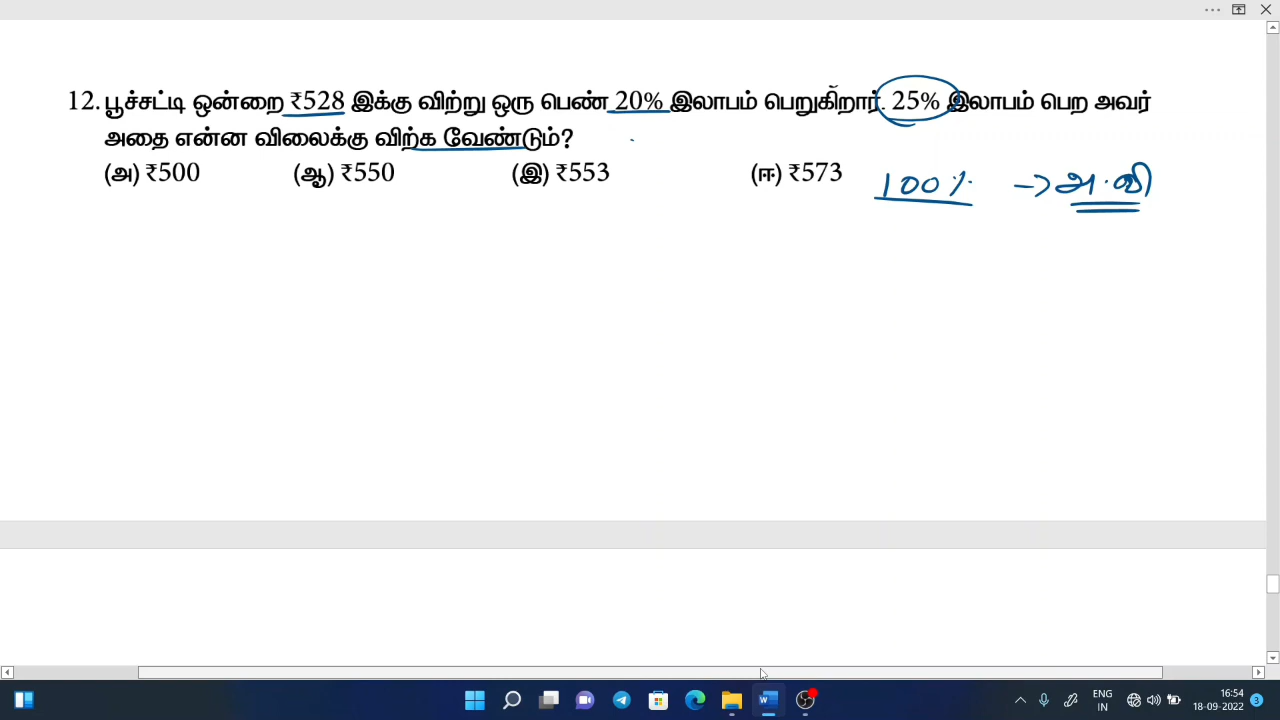 12. பூச்சட்டி ஒன்றை ₹528 இக்கு விற்று ஒரு பெண் 20% இலாபம் பெறுகிறார். 25% இலாபம் பெற அவர்
அதை என்ன விலைக்கு விற்க வேண்டும்?
(அ) ₹500 (ஆ) ₹550 (இ) ₹553 (ஈ) ₹573
100% → அ.வி
ENG
IN
16:54
18-09-2022
3